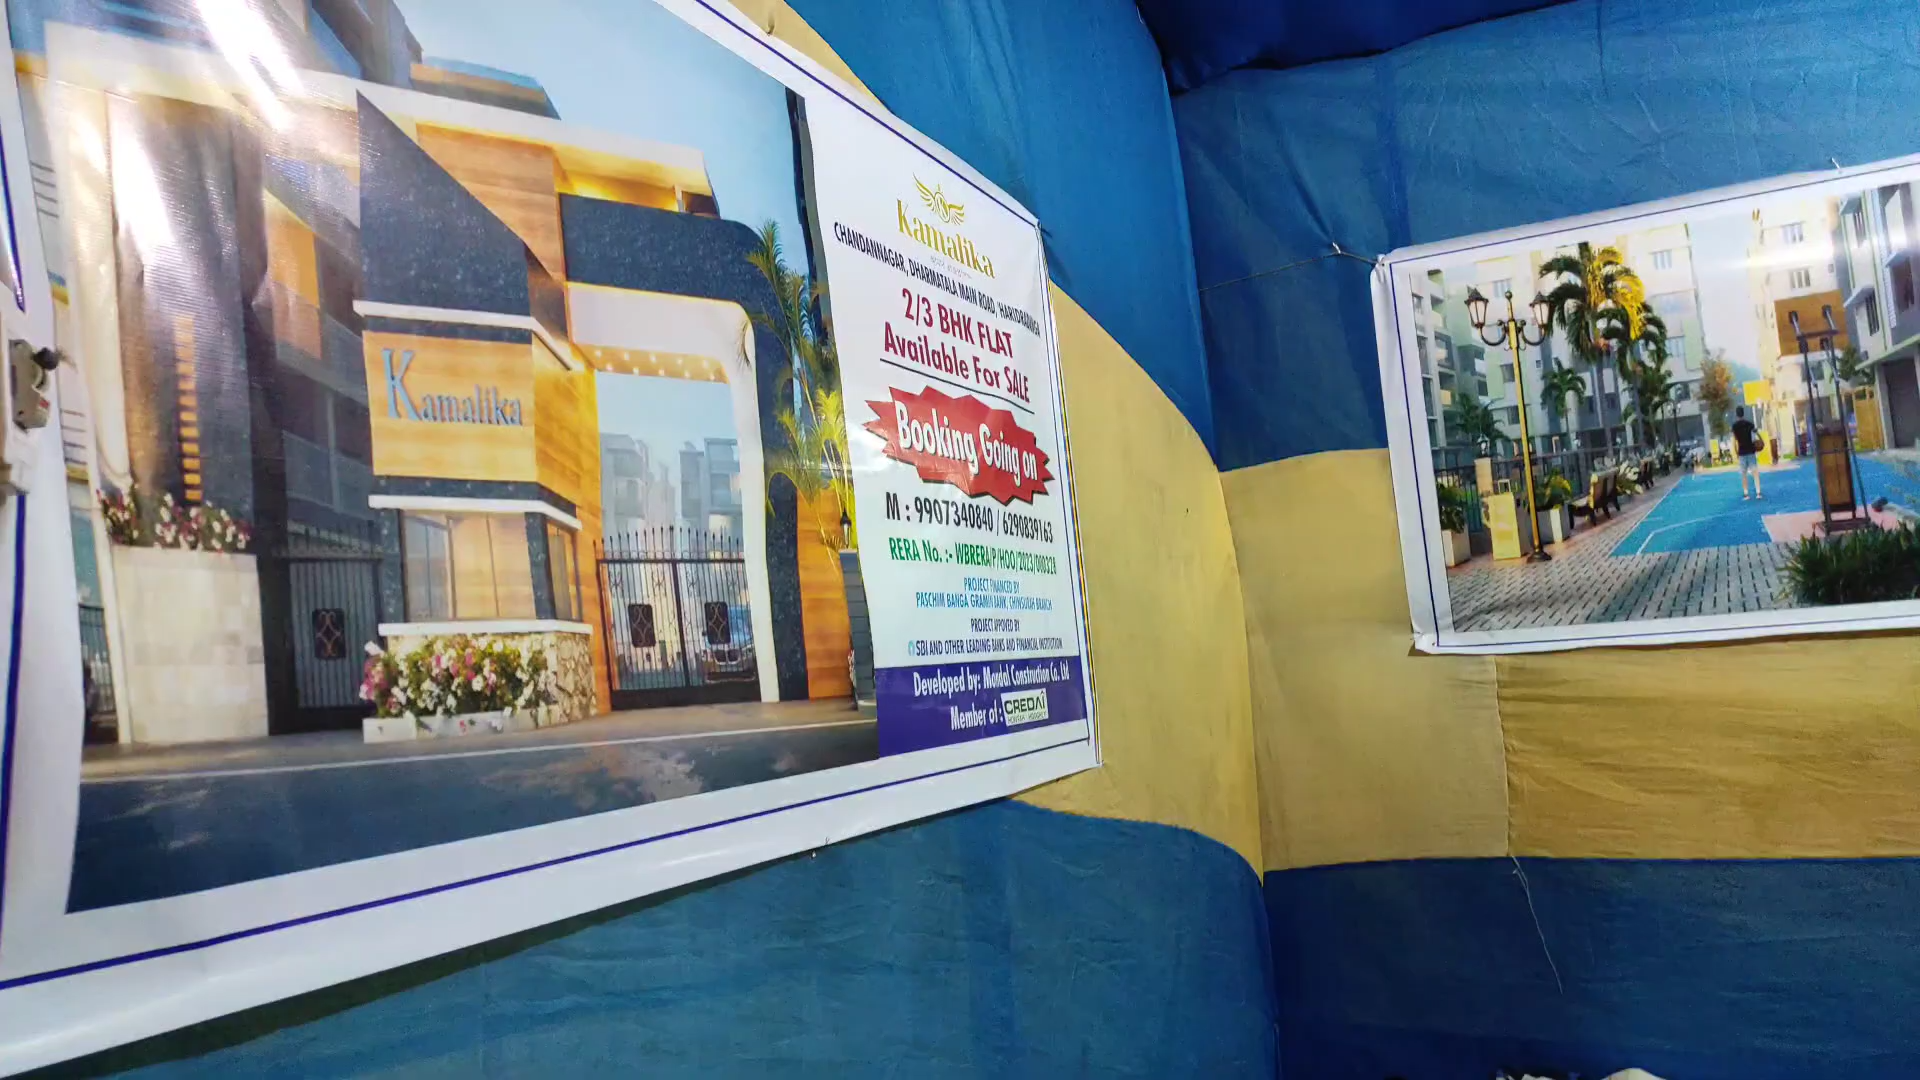 Kamalika
Kamalika
CHANDANNAGAR, DHARMATALA MAIN ROAD,
2/3 BHK FLAT
Available For SALE
Booking Going on
M : 9907340840 / 6290839163
RERA No. :- WBRERA/P/HOO/2023/000328
PROJECT FINANCED BY
PASCHIM BANGA GRAMIN BANK, CHINSURAH BRANCH
PROJECT APPOVED BY
SBI AND OTHER LEADING BANKS AND FINANCIAL INSTITUTION
Developed by: Mondal Construction Co. Ltd
Member of : CREDAI